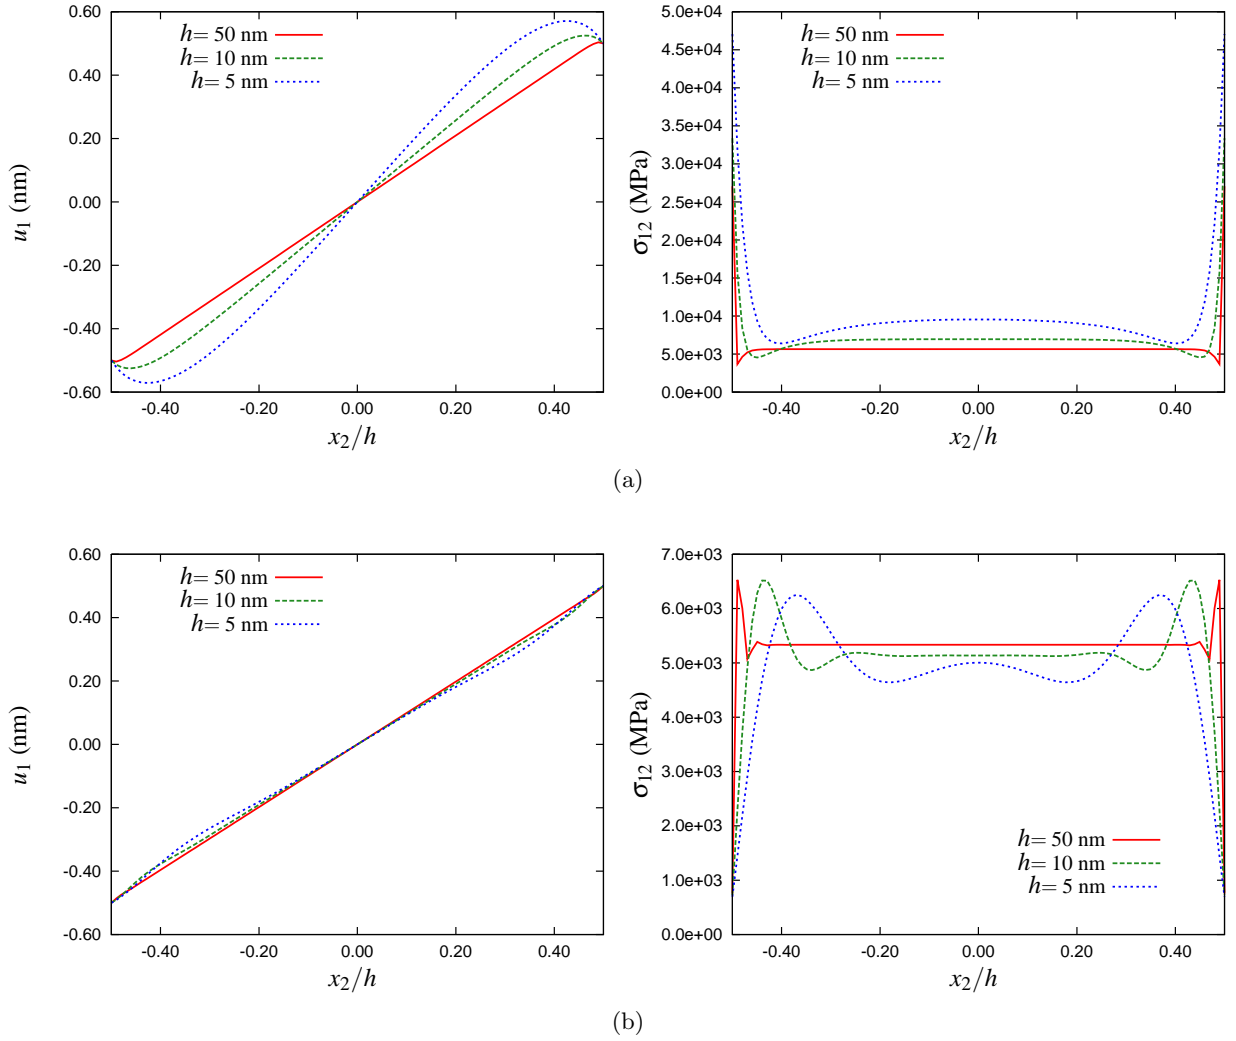 0.60
0.40
0.20
0.00
-0.20
-0.40
-0.60
-0.40
-0.20
0.00
0.20
0.40
u1 (nm)
x2/h
h= 50 nm
h= 10 nm
h= 5 nm
5.0e+04
4.5e+04
4.0e+04
3.5e+04
3.0e+04
2.5e+04
2.0e+04
1.5e+04
1.0e+04
5.0e+03
0.0e+00
-0.40
-0.20
0.00
0.20
0.40
σ12 (MPa)
x2/h
h= 50 nm
h= 10 nm
h= 5 nm
(a)
0.60
0.40
0.20
0.00
-0.20
-0.40
-0.60
-0.40
-0.20
0.00
0.20
0.40
u1 (nm)
x2/h
h= 50 nm
h= 10 nm
h= 5 nm
7.0e+03
6.0e+03
5.0e+03
4.0e+03
3.0e+03
2.0e+03
1.0e+03
0.0e+00
-0.40
-0.20
0.00
0.20
0.40
σ12 (MPa)
x2/h
h= 50 nm
h= 10 nm
h= 5 nm
(b)